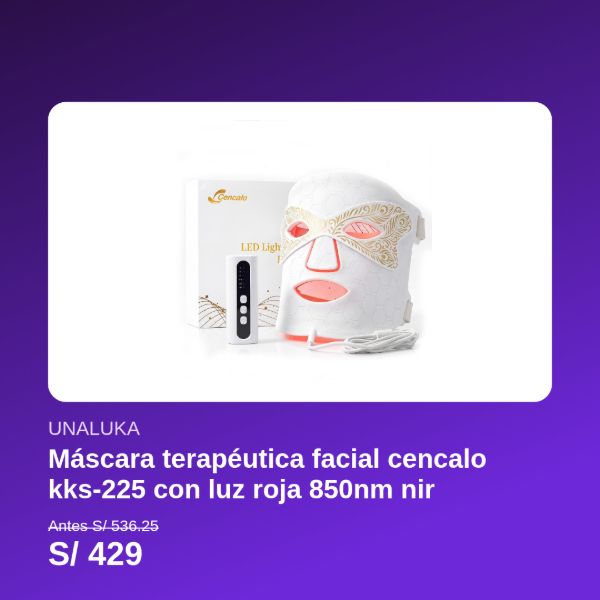 Cencalo
LED Ligh
UNALUKA
Máscara terapéutica facial cencalo
kks-225 con luz roja 850nm nir
Antes S/ 536.25
S/ 429